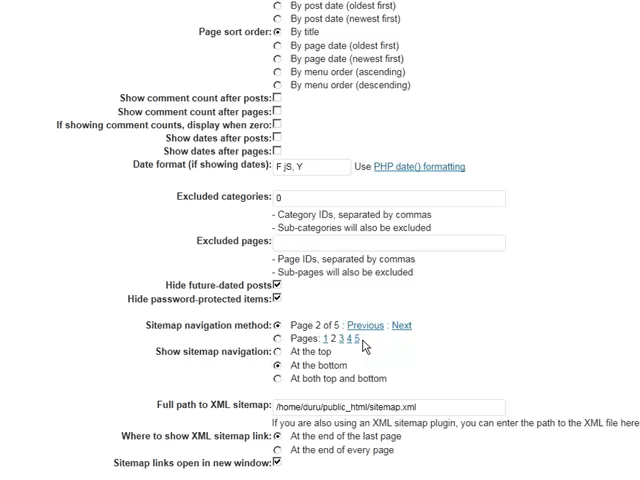 By post date (oldest first)
By post date (newest first)
Page sort order: By title
By page date (oldest first)
By page date (newest first)
By menu order (ascending)
By menu order (descending)
Show comment count after posts:
Show comment count after pages:
If showing comment counts, display when zero:
Show dates after posts:
Show dates after pages:
Date format (if showing dates): F jS, Y Use PHP date() formatting
Excluded categories: 0
- Category IDs, separated by commas
- Sub-categories will also be excluded
Excluded pages:
- Page IDs, separated by commas
- Sub-pages will also be excluded
Hide future-dated posts
Hide password-protected items:
Sitemap navigation method: Page 2 of 5 : Previous : Next
Pages: 1 2 3 4 5
Show sitemap navigation: At the top
At the bottom
At both top and bottom
Full path to XML sitemap: /home/duru/public_html/sitemap.xml
If you are also using an XML sitemap plugin, you can enter the path to the XML file here
Where to show XML sitemap link: At the end of the last page
At the end of every page
Sitemap links open in new window: